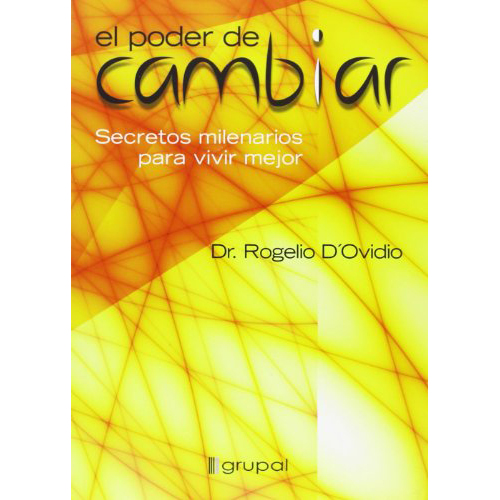 el poder de
cambiar
Secretos milenarios
para vivir mejor
Dr. Rogelio D´Ovidio
grupal